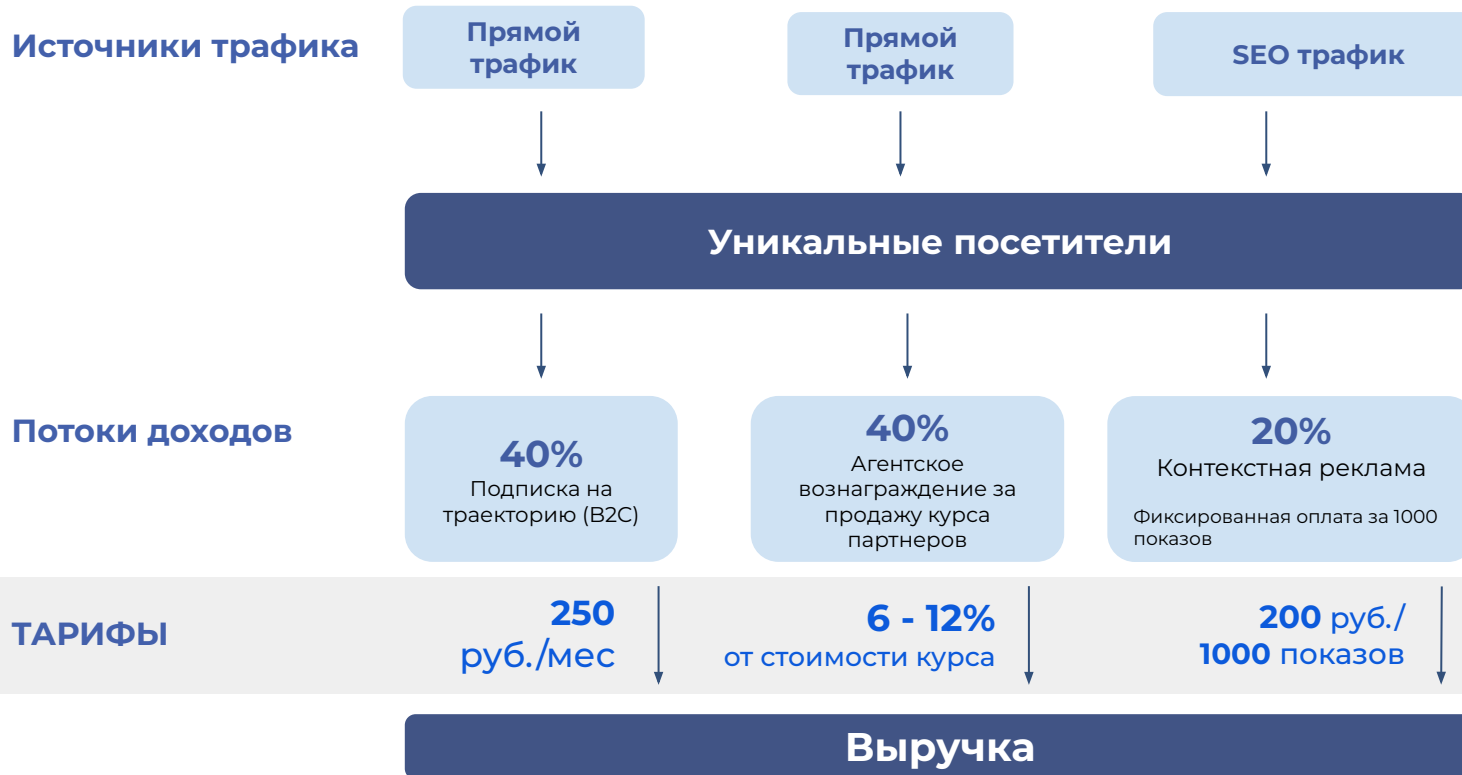 Источники трафика
Прямой
трафик
Прямой
трафик
SEO трафик
Уникальные посетители
Потоки доходов
40%
Подписка на
траекторию (B2C)
40%
Агентское
вознаграждение за
продажу курса
партнеров
20%
Контекстная реклама
Фиксированная оплата за 1000
показов
ТАРИФЫ
250
руб./мес
6 - 12%
от стоимости курса
200 руб./
1000 показов
Выручка